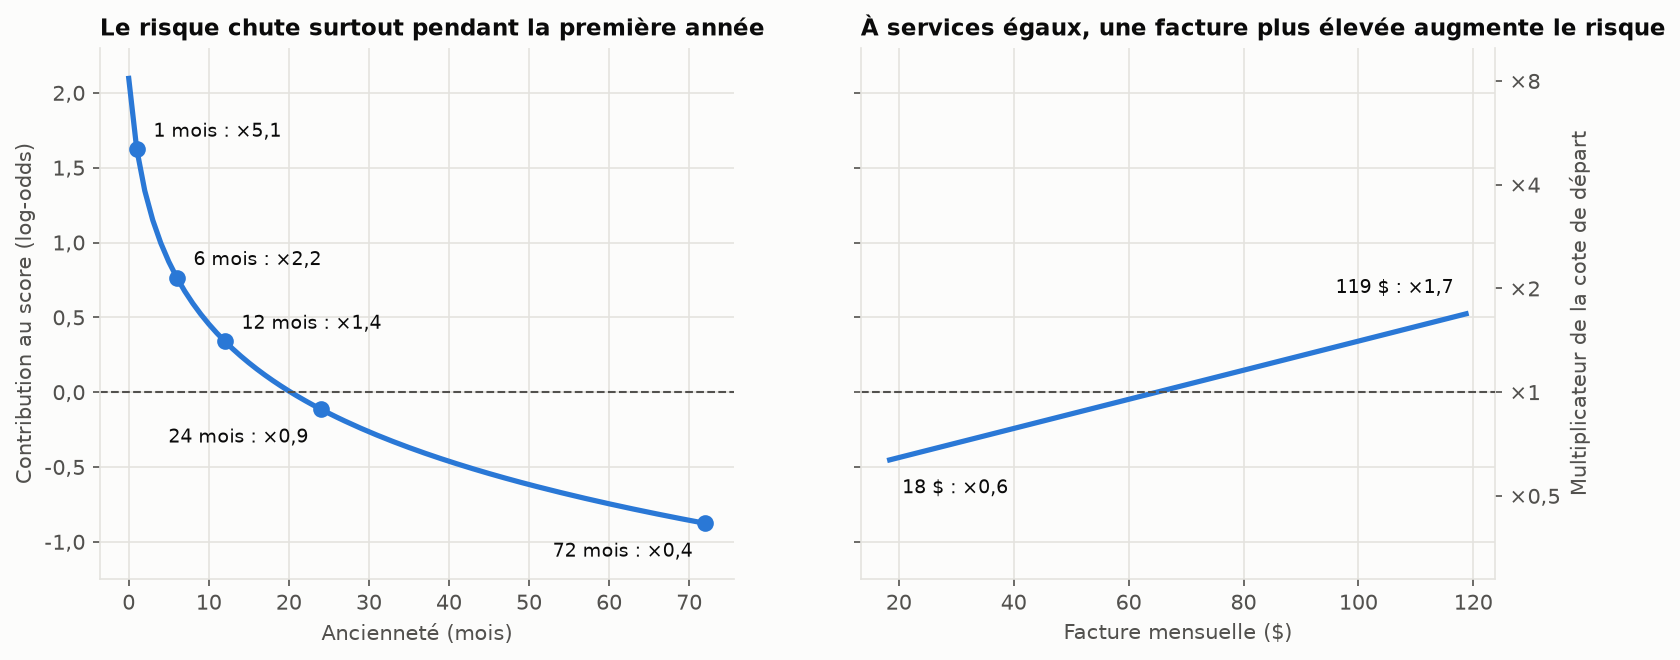 Le risque chute surtout pendant la première année
Contribution au score (log-odds)
2,0
1,5
1,0
0,5
0,0
-0,5
-1,0
1 mois : ×5,1
6 mois : ×2,2
12 mois : ×1,4
24 mois : ×0,9
72 mois : ×0,4
0 10 20 30 40 50 60 70
Ancienneté (mois)
À services égaux, une facture plus élevée augmente le risque
119 $ : ×1,7
18 $ : ×0,6
×8
×4
×2
×1
×0,5
Multiplicateur de la cote de départ
20 40 60 80 100 120
Facture mensuelle ($)